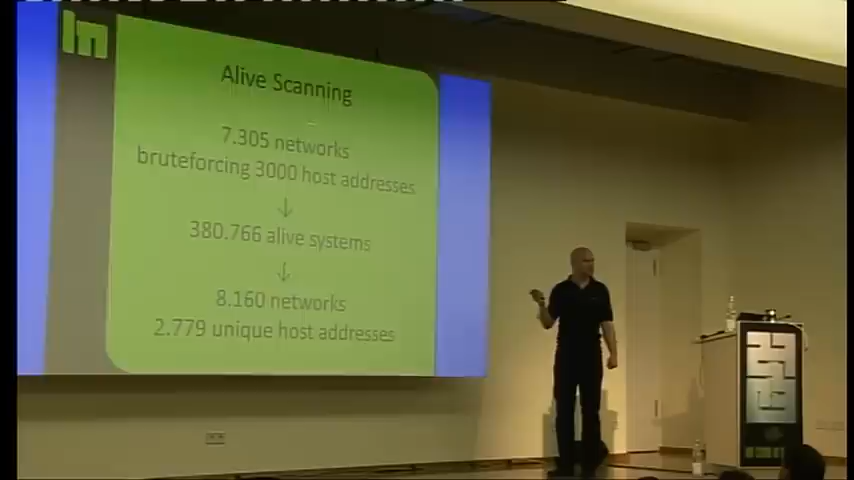 Alive Scanning
7.305 networks
bruteforcing 3000 host addresses
↓
380.766 alive systems
↓
8.160 networks
2.779 unique host addresses